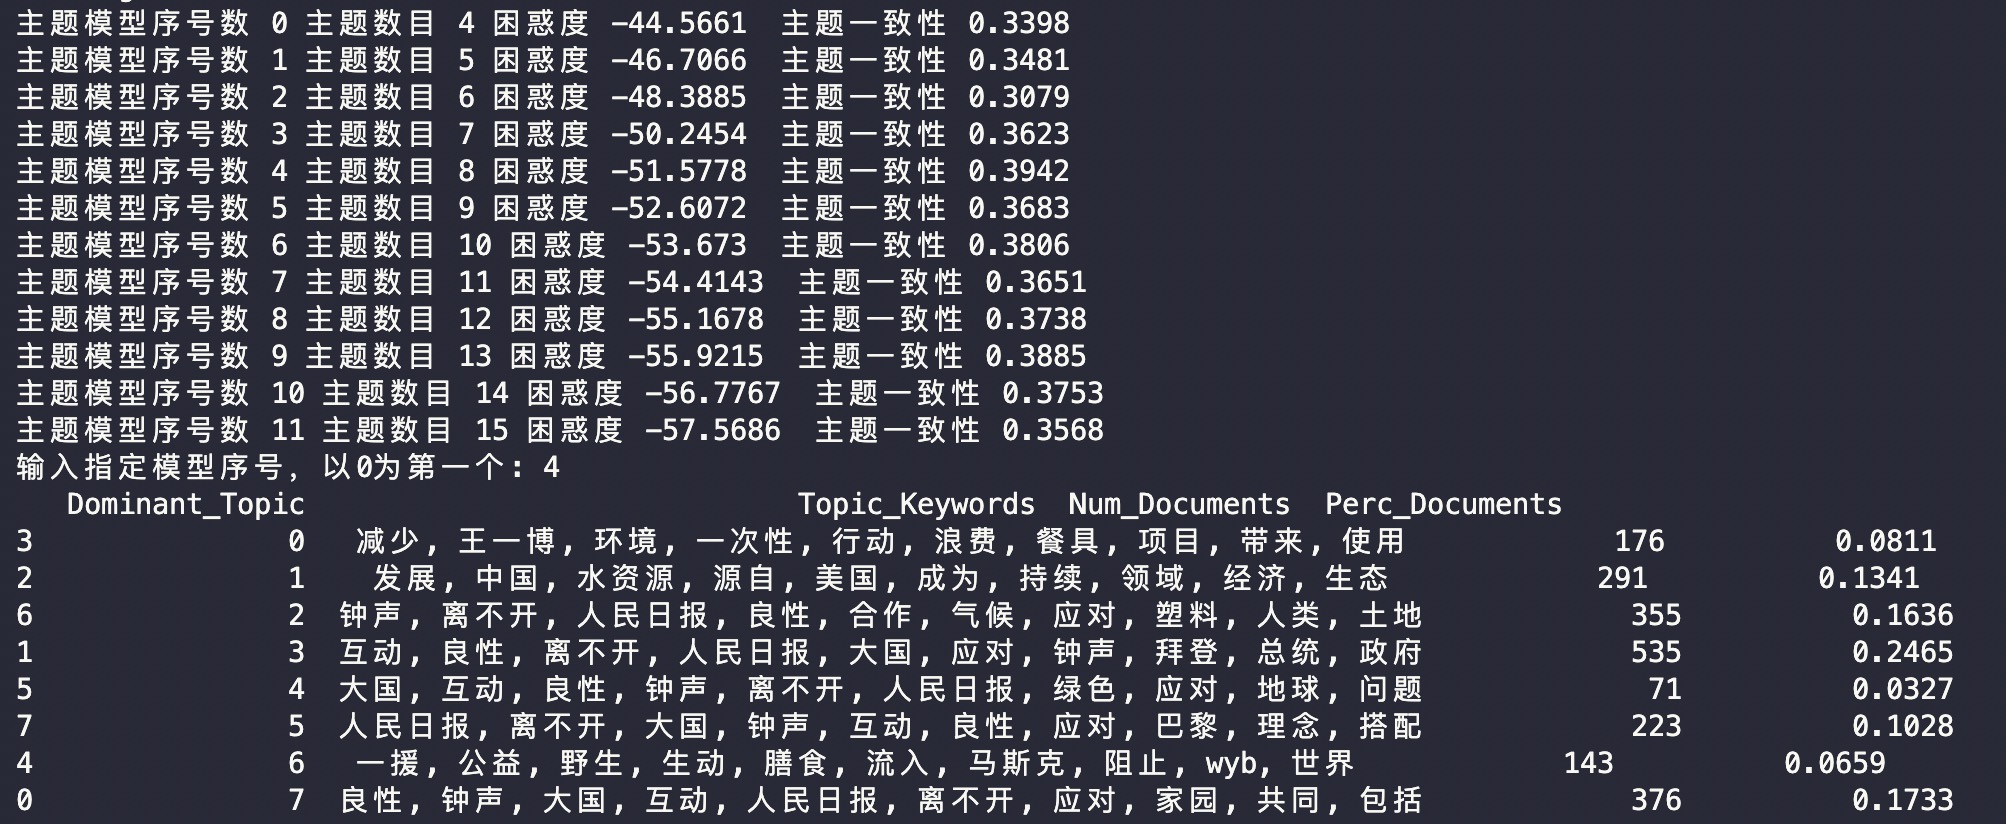 主题模型序号数 0 主题数目 4 困惑度 -44.5661 主题一致性 0.3398
主题模型序号数 1 主题数目 5 困惑度 -46.7066 主题一致性 0.3481
主题模型序号数 2 主题数目 6 困惑度 -48.3885 主题一致性 0.3079
主题模型序号数 3 主题数目 7 困惑度 -50.2454 主题一致性 0.3623
主题模型序号数 4 主题数目 8 困惑度 -51.5778 主题一致性 0.3942
主题模型序号数 5 主题数目 9 困惑度 -52.6072 主题一致性 0.3683
主题模型序号数 6 主题数目 10 困惑度 -53.673 主题一致性 0.3806
主题模型序号数 7 主题数目 11 困惑度 -54.4143 主题一致性 0.3651
主题模型序号数 8 主题数目 12 困惑度 -55.1678 主题一致性 0.3738
主题模型序号数 9 主题数目 13 困惑度 -55.9215 主题一致性 0.3885
主题模型序号数 10 主题数目 14 困惑度 -56.7767 主题一致性 0.3753
主题模型序号数 11 主题数目 15 困惑度 -57.5686 主题一致性 0.3568
输入指定模型序号，以0为第一个: 4
Dominant_Topic Topic_Keywords Num_Documents Perc_Documents
3 0 减少, 王一博, 环境, 一次性, 行动, 浪费, 餐具, 项目, 带来, 使用 176 0.0811
2 1 发展, 中国, 水资源, 源自, 美国, 成为, 持续, 领域, 经济, 生态 291 0.1341
6 2 钟声, 离不开, 人民日报, 良性, 合作, 气候, 应对, 塑料, 人类, 土地 355 0.1636
1 3 互动, 良性, 离不开, 人民日报, 大国, 应对, 钟声, 拜登, 总统, 政府 535 0.2465
5 4 大国, 互动, 良性, 钟声, 离不开, 人民日报, 绿色, 应对, 地球, 问题 71 0.0327
7 5 人民日报, 离不开, 大国, 钟声, 互动, 良性, 应对, 巴黎, 理念, 搭配 223 0.1028
4 6 一援, 公益, 野生, 生动, 膳食, 流入, 马斯克, 阻止, wyb, 世界 143 0.0659
0 7 良性, 钟声, 大国, 互动, 人民日报, 离不开, 应对, 家园, 共同, 包括 376 0.1733